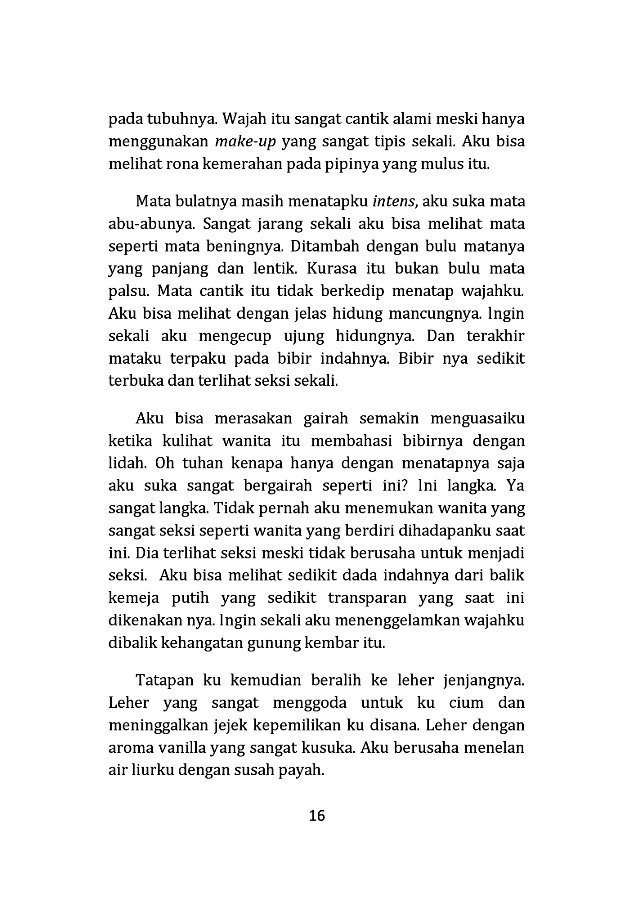 pada tubuhnya. Wajah itu sangat cantik alami meski hanya
menggunakan make-up yang sangat tipis sekali. Aku bisa
melihat rona kemerahan pada pipinya yang mulus itu.
Mata bulatnya masih menatapku intens, aku suka mata
abu-abunya. Sangat jarang sekali aku bisa melihat mata
seperti mata beningnya. Ditambah dengan bulu matanya
yang panjang dan lentik. Kurasa itu bukan bulu mata
palsu. Mata cantik itu tidak berkedip menatap wajahku.
Aku bisa melihat dengan jelas hidung mancungnya. Ingin
sekali aku mengecup ujung hidungnya. Dan terakhir
mataku terpaku pada bibir indahnya. Bibir nya sedikit
terbuka dan terlihat seksi sekali.
Aku bisa merasakan gairah semakin menguasaiku
ketika kulihat wanita itu membahasi bibirnya dengan
lidah. Oh tuhan kenapa hanya dengan menatapnya saja
aku suka sangat bergairah seperti ini? Ini langka. Ya
sangat langka. Tidak pernah aku menemukan wanita yang
sangat seksi seperti wanita yang berdiri dihadapanku saat
ini. Dia terlihat seksi meski tidak berusaha untuk menjadi
seksi. Aku bisa melihat sedikit dada indahnya dari balik
kemeja putih yang sedikit transparan yang saat ini
dikenakan nya. Ingin sekali aku menenggelamkan wajahku
dibalik kehangatan gunung kembar itu.
Tatapan ku kemudian beralih ke leher jenjangnya.
Leher yang sangat menggoda untuk ku cium dan
meninggalkan jejek kepemilikan ku disana. Leher dengan
aroma vanilla yang sangat kusuka. Aku berusaha menelan
air liurku dengan susah payah.
16